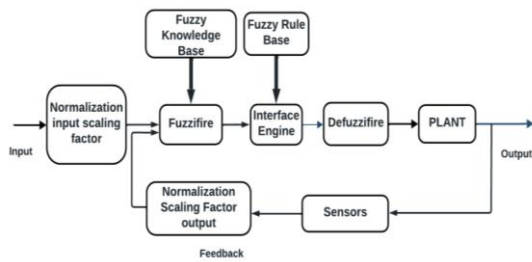 Fuzzy
Knowledge
Base
Fuzzy Rule
Base
Normalization
input scaling
factor
Fuzzifire
Interface
Engine
Defuzzifire
PLANT
Input
Output
Normalization
Scaling Factor
output
Sensors
Feedback